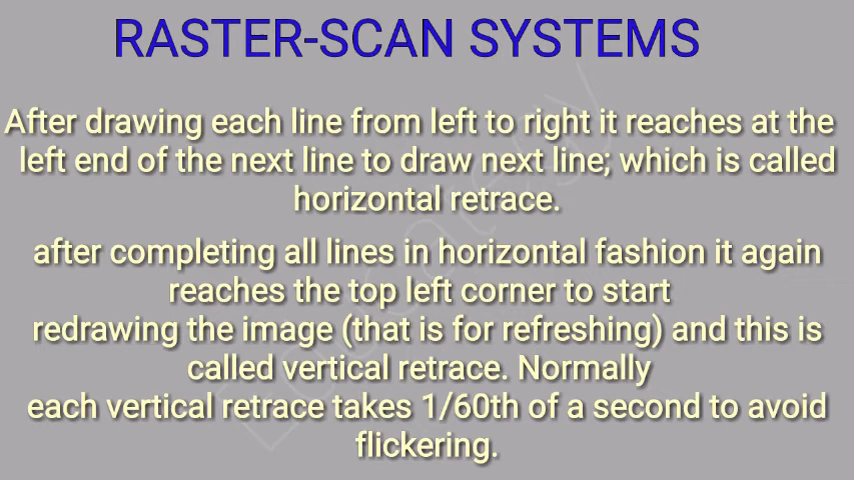 RASTER-SCAN SYSTEMS
After drawing each line from left to right it reaches at the
left end of the next line to draw next line; which is called
horizontal retrace.
after completing all lines in horizontal fashion it again
reaches the top left corner to start
redrawing the image (that is for refreshing) and this is
called vertical retrace. Normally
each vertical retrace takes 1/60th of a second to avoid
flickering.